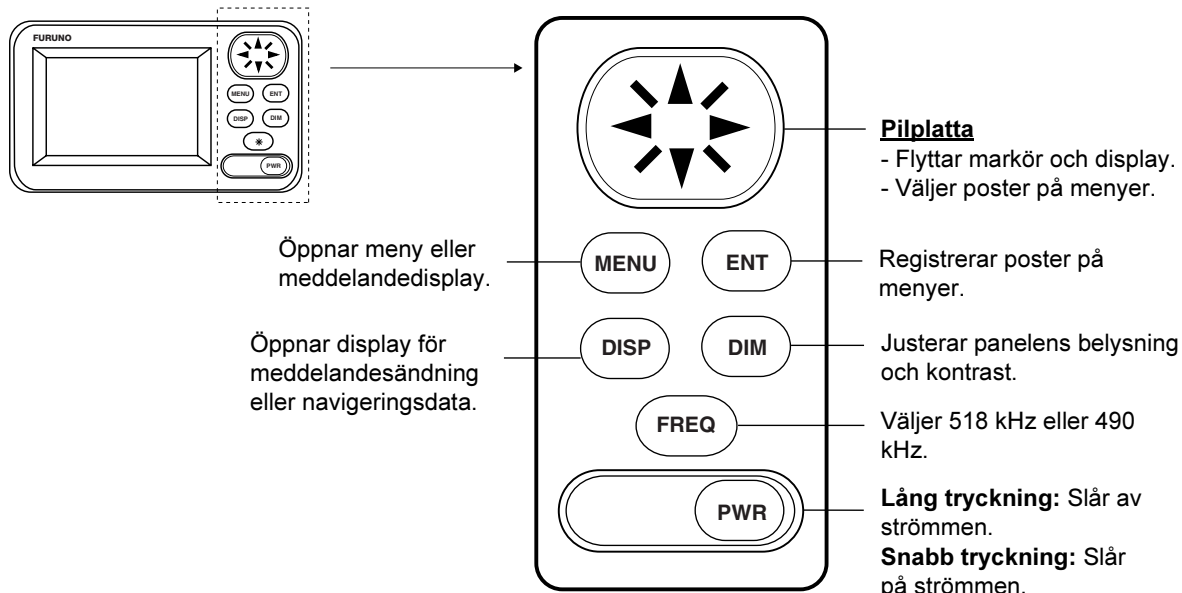 FURUNO
MENU
ENT
DISP
DIM
PWR
Pilplatta
- Flyttar markör och display.
- Väljer poster på menyer.
Öppnar meny eller
meddelandedisplay.
MENU
ENT
Registrerar poster på
menyer.
Öppnar display för
meddelandesändning
eller navigeringsdata.
DISP
DIM
Justerar panelens belysning
och kontrast.
FREQ
Väljer 518 kHz eller 490
kHz.
PWR
Lång tryckning: Slår av
strömmen.
Snabb tryckning: Slår
på strömmen.